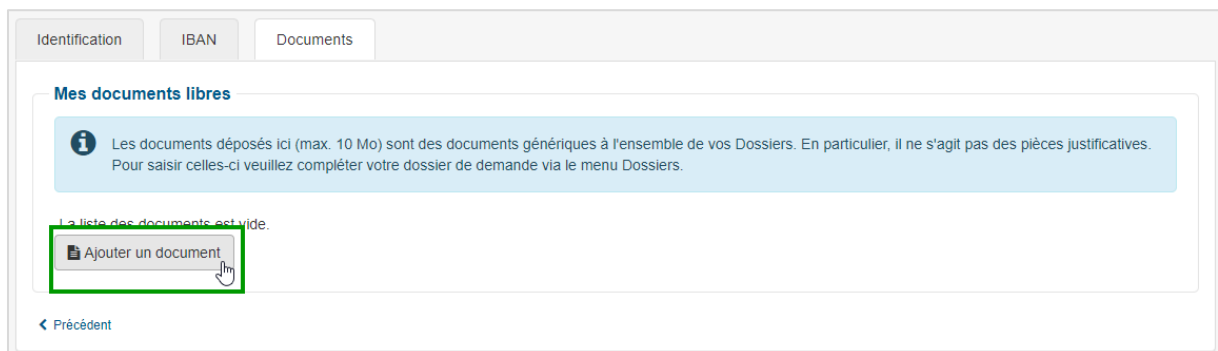 Identification IBAN Documents
Mes documents libres
Les documents déposés ici (max. 10 Mo) sont des documents génériques à l'ensemble de vos Dossiers. En particulier, il ne s'agit pas des pièces justificatives.
Pour saisir celles-ci veuillez compléter votre dossier de demande via le menu Dossiers.
La liste des documents est vide.
Ajouter un document
Précédent